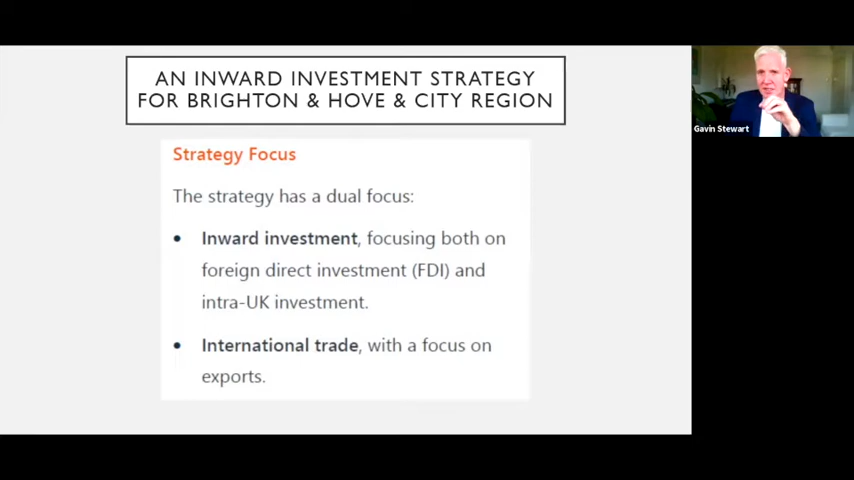 AN INWARD INVESTMENT STRATEGY
FOR BRIGHTON & HOVE & CITY REGION
Strategy Focus
The strategy has a dual focus:
• Inward investment, focusing both on
foreign direct investment (FDI) and
intra-UK investment.
• International trade, with a focus on
exports.
Gavin Stewart